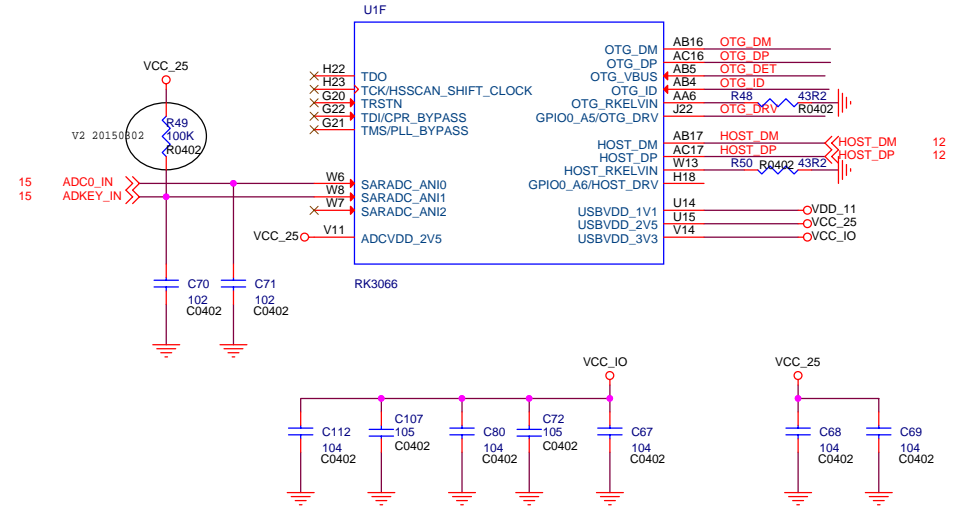 U1F
VCC_25
V2 20150302
R49
100K
R0402
H22 TDO
H23 TCK/HSSCAN_SHIFT_CLOCK
G20 TRSTN
G22 TDI/CPR_BYPASS
G21 TMS/PLL_BYPASS
OTG_DM AB16 OTG_DM
OTG_DP AC16 OTG_DP
OTG_VBUS AB5 OTG_DET
OTG_ID AB4 OTG_ID
OTG_RKELVIN AA6 R48 43R2
GPIO0_A5/OTG_DRV J22 OTG_DRV R0402
HOST_DM AB17 HOST_DM HOST_DM 12
HOST_DP AC17 HOST_DP HOST_DP 12
HOST_RKELVIN W13 R50 R0402 43R2
GPIO0_A6/HOST_DRV H18
15 ADC0_IN W6 SARADC_ANI0
15 ADKEY_IN W8 SARADC_ANI1
W7 SARADC_ANI2
VCC_25 V11 ADCVDD_2V5
USBVDD_1V1 U14 VDD_11
USBVDD_2V5 U15 VCC_25
USBVDD_3V3 V14 VCC_IO
RK3066
C70
102
C0402
C71
102
C0402
VCC_IO
VCC_25
C112
104
C0402
C107
105
C0402
C80
104
C0402
C72
105
C0402
C67
104
C0402
C68
104
C0402
C69
104
C0402